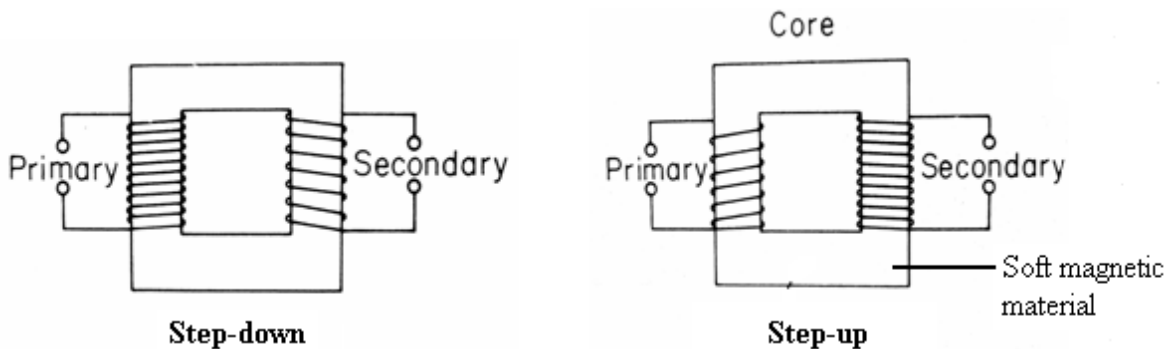 Primary
Secondary
Step-down
Core
Primary
Secondary
Soft magnetic
material
Step-up